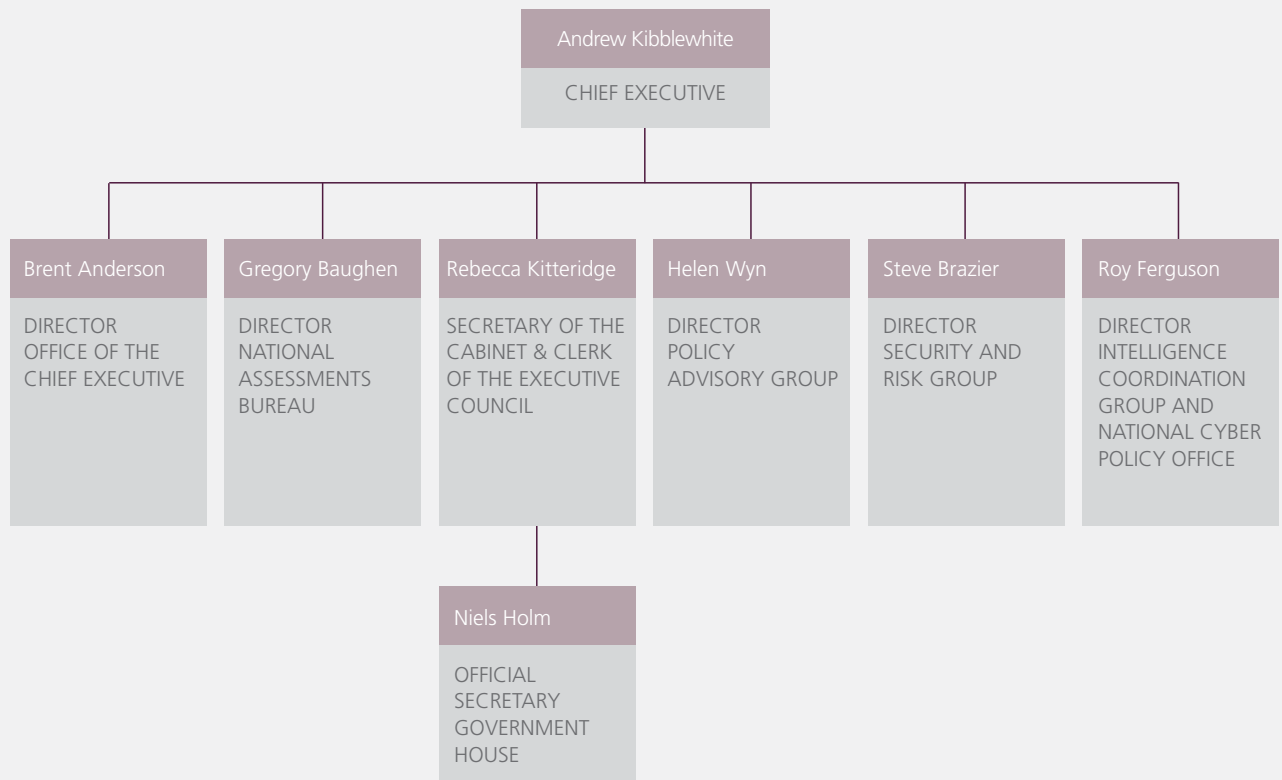 Andrew Kibblewhite
CHIEF EXECUTIVE
Brent Anderson
DIRECTOR
OFFICE OF THE
CHIEF EXECUTIVE
Gregory Baughen
DIRECTOR
NATIONAL
ASSESSMENTS
BUREAU
Rebecca Kitteridge
SECRETARY OF THE
CABINET & CLERK
OF THE EXECUTIVE
COUNCIL
Helen Wyn
DIRECTOR
POLICY
ADVISORY GROUP
Steve Brazier
DIRECTOR
SECURITY AND
RISK GROUP
Roy Ferguson
DIRECTOR
INTELLIGENCE
COORDINATION
GROUP AND
NATIONAL CYBER
POLICY OFFICE
Niels Holm
OFFICIAL
SECRETARY
GOVERNMENT
HOUSE